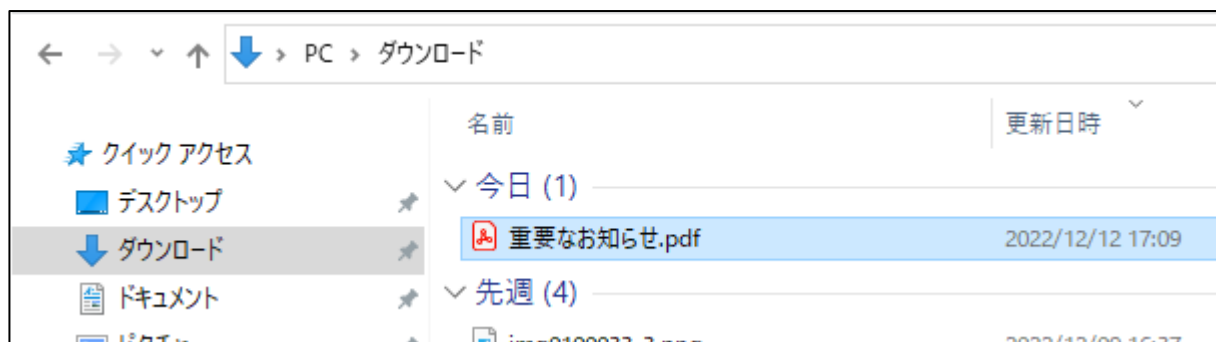 PC > ダウンロード
名前 更新日時
クイック アクセス
デスクトップ
ダウンロード
ドキュメント
今日 (1)
重要なお知らせ.pdf 2022/12/12 17:09
先週 (4)